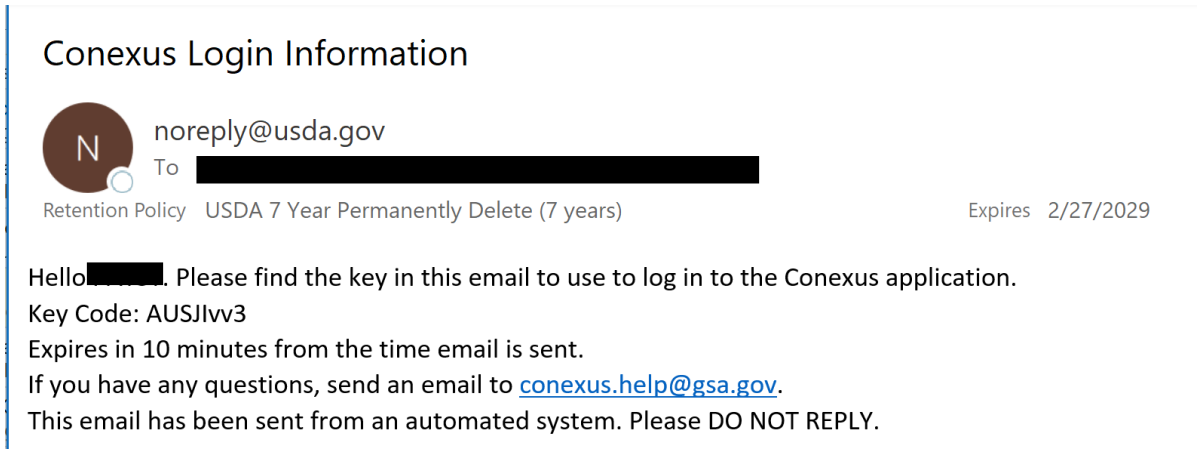 Conexus Login Information
N
noreply@usda.gov
To
Retention Policy USDA 7 Year Permanently Delete (7 years) Expires 2/27/2029
Hello . Please find the key in this email to use to log in to the Conexus application.
Key Code: AUSJIvv3
Expires in 10 minutes from the time email is sent.
If you have any questions, send an email to conexus.help@gsa.gov.
This email has been sent from an automated system. Please DO NOT REPLY.